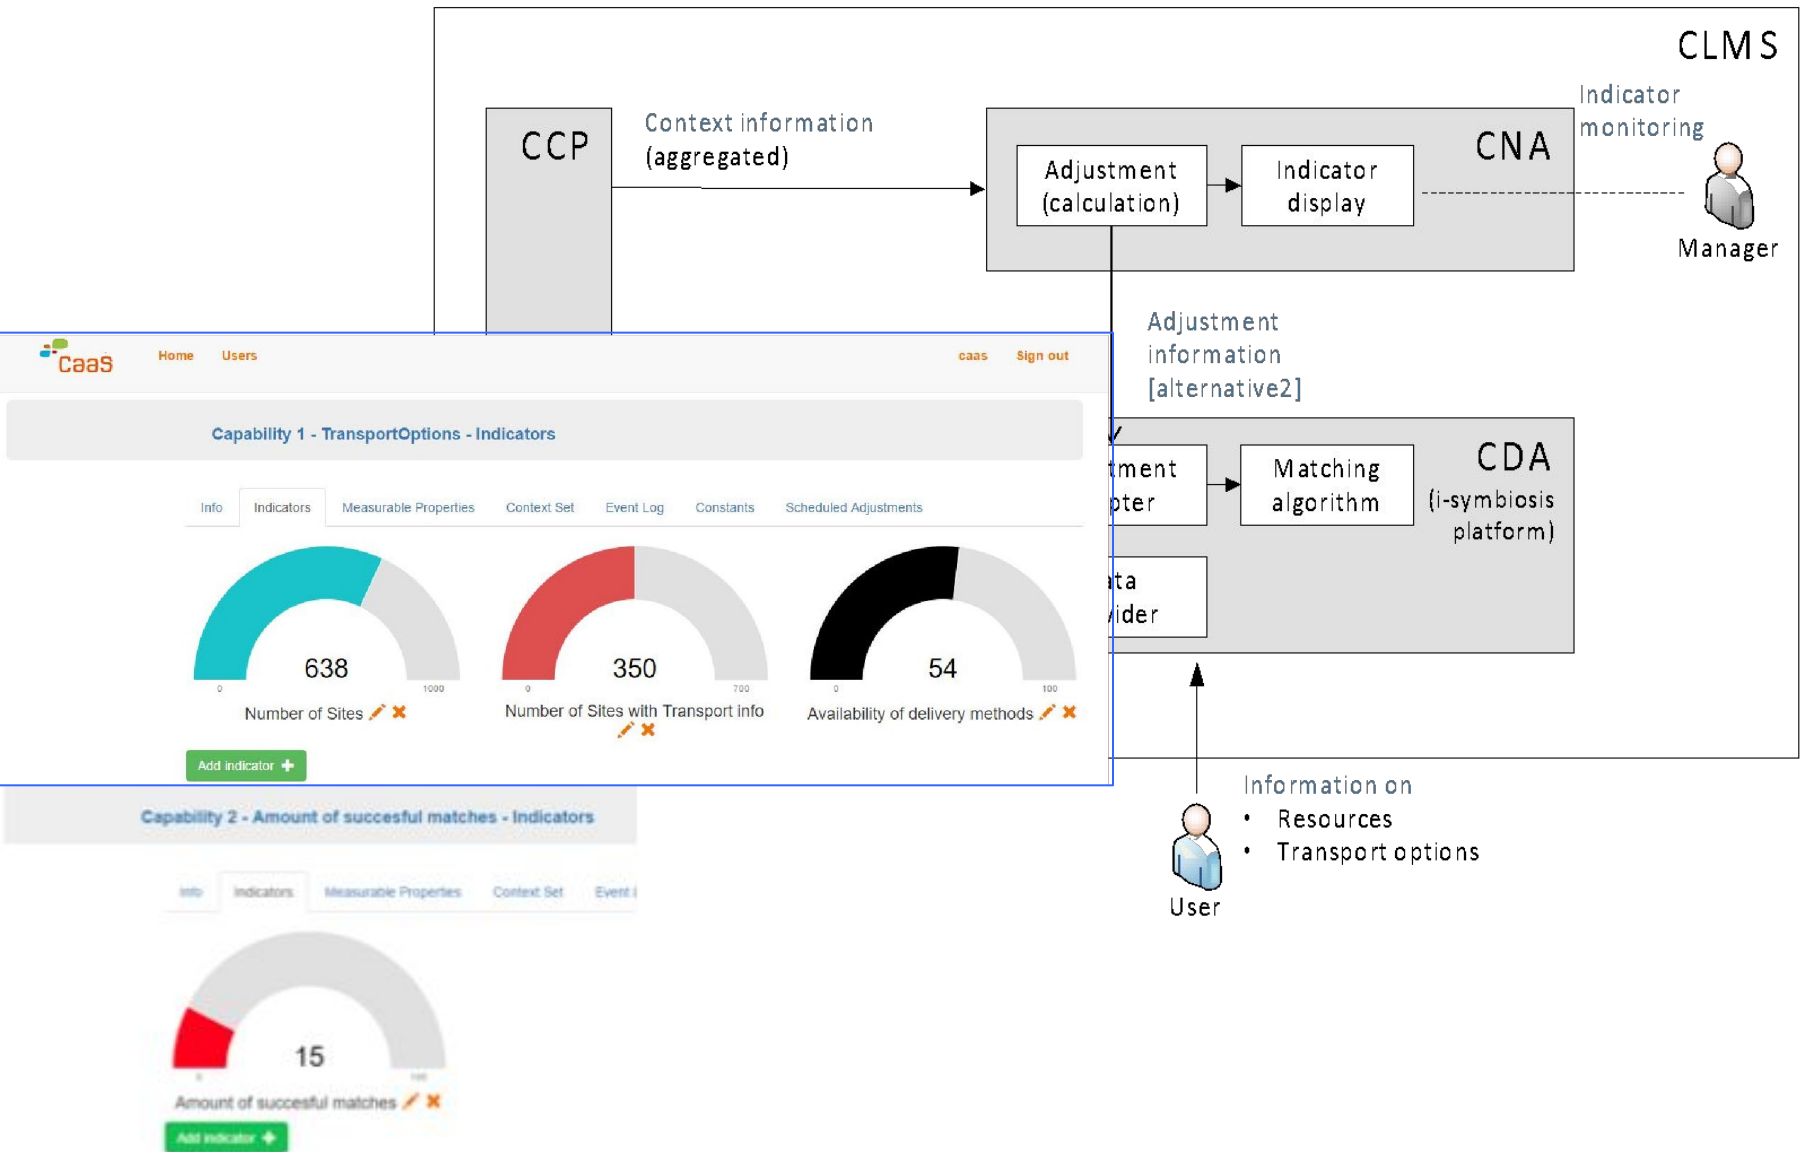 CLMS
CCP
Context information
(aggregated)
CNA
Adjustment
(calculation)
Indicator
display
Indicator
monitoring
Manager
Adjustment
information
[alternative2]
CaaS
Home
Users
caas
Sign out
Capability 1 - TransportOptions - Indicators
Info
Indicators
Measurable Properties
Context Set
Event Log
Constants
Scheduled Adjustments
638
0
1000
Number of Sites
350
0
700
Number of Sites with Transport info
54
0
100
Availability of delivery methods
Add indicator +
tment
pter
Matching
algorithm
CDA
(i-symbiosis
platform)
ata
vider
Information on
• Resources
• Transport options
User
Capability 2 - Amount of succesful matches - Indicators
Info
Indicators
Measurable Properties
Context Set
Event
15
0
100
Amount of succesful matches
Add indicator +